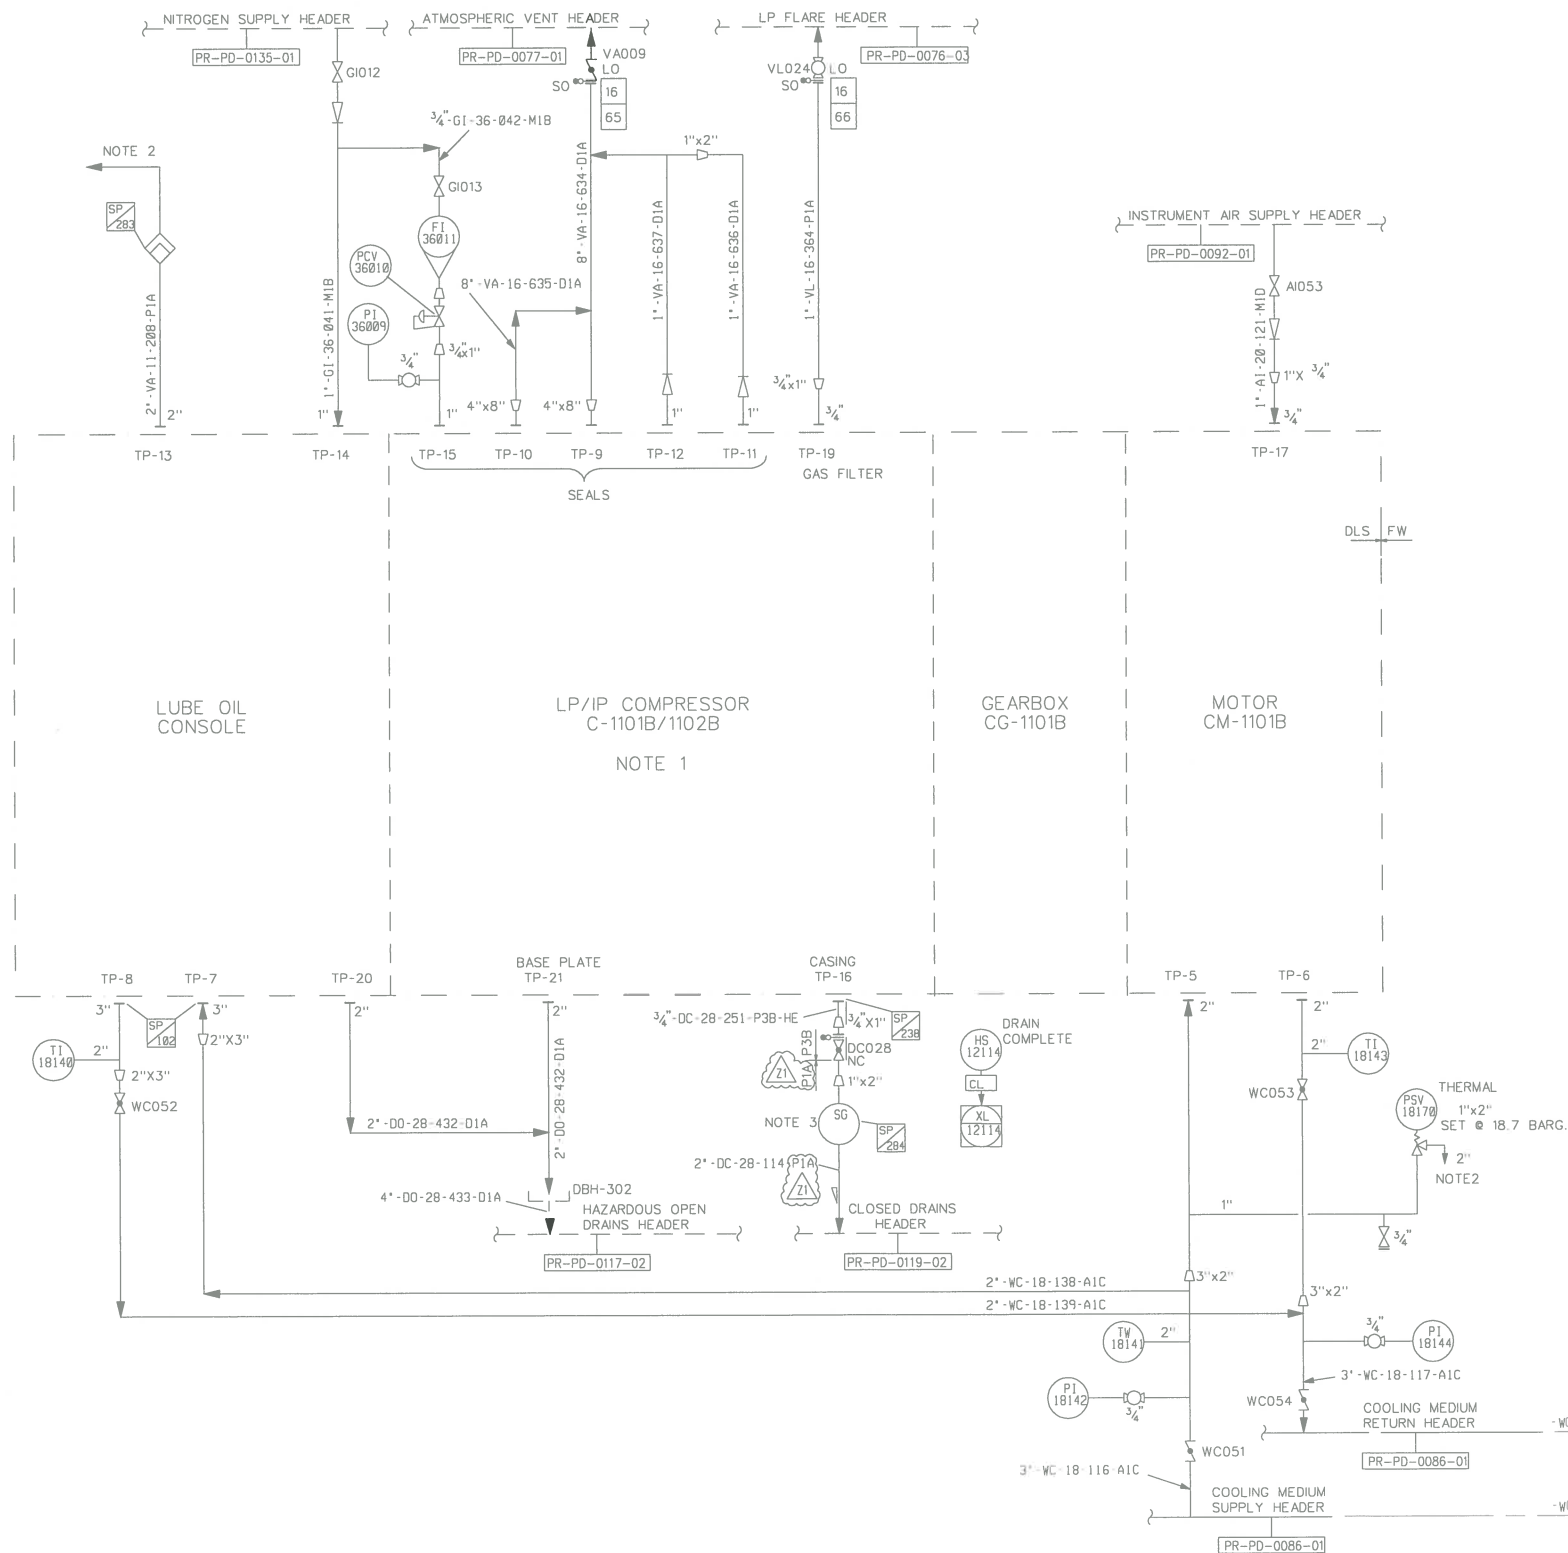 NITROGEN SUPPLY HEADER
PR-PD-0135-01
GI012
ATMOSPHERIC VENT HEADER
PR-PD-0077-01
VA009
LO
SO
16
65
LP FLARE HEADER
PR-PD-0076-03
VL024
LO
SO
16
66
3/4"-GI-36-042-M1B
GI013
NOTE 2
SP
283
2"-VA-11-208-P1A
2"
1"-GI-36-041-M1B
1"
FI
36011
PCV
36010
PI
36009
3/4"
3/4x1"
1"
8"-VA-16-635-D1A
4"x8"
8"-VA-16-634-D1A
4"x8"
1"x2"
1"-VA-16-637-D1A
1"
1"-VA-16-636-D1A
1"
1"-VL-16-364-P1A
3/4x1"
3/4"
INSTRUMENT AIR SUPPLY HEADER
PR-PD-0092-01
AI053
1"-AI-20-121-M1D
1"X 3/4"
3/4"
TP-13
TP-14
TP-15
TP-10
TP-9
TP-12
TP-11
TP-19
TP-17
SEALS
GAS FILTER
DLS
FW
LUBE OIL
CONSOLE
LP/IP COMPRESSOR
C-1101B/1102B
NOTE 1
GEARBOX
CG-1101B
MOTOR
CM-1101B
TP-8
TP-7
TP-20
BASE PLATE
TP-21
CASING
TP-16
TP-5
TP-6
3"
3"
SP
102
2"X3"
TI
18140
2"
2"X3"
WC052
2"
2"-DO-28-432-D1A
2"
2"-DO-28-432-D1A
DBH-302
4"-DO-28-433-D1A
HAZARDOUS OPEN
DRAINS HEADER
PR-PD-0117-02
3/4"-DC-28-251-P3B-HE
3/4"X1"
SP
238
P1A
P3B
DC028
NC
Z1
1"x2"
NOTE 3
SG
SP
284
2"-DC-28-114-P1A
Z1
CLOSED DRAINS
HEADER
PR-PD-0119-02
HS
12114
DRAIN
COMPLETE
CL
XL
12114
2"
2"
2"
TI
18143
WC053
PSV
18170
THERMAL
1"x2"
SET @ 18.7 BARG.
2"
NOTE2
1"
3/4"
3"x2"
3"x2"
2"-WC-18-138-A1C
2"-WC-18-139-A1C
TW
18141
2"
PI
18142
3/4"
3/4"
PI
18144
3"-WC-18-117-A1C
WC054
WC051
3"-WC-18-116-A1C
COOLING MEDIUM
RETURN HEADER
PR-PD-0086-01
COOLING MEDIUM
SUPPLY HEADER
PR-PD-0086-01